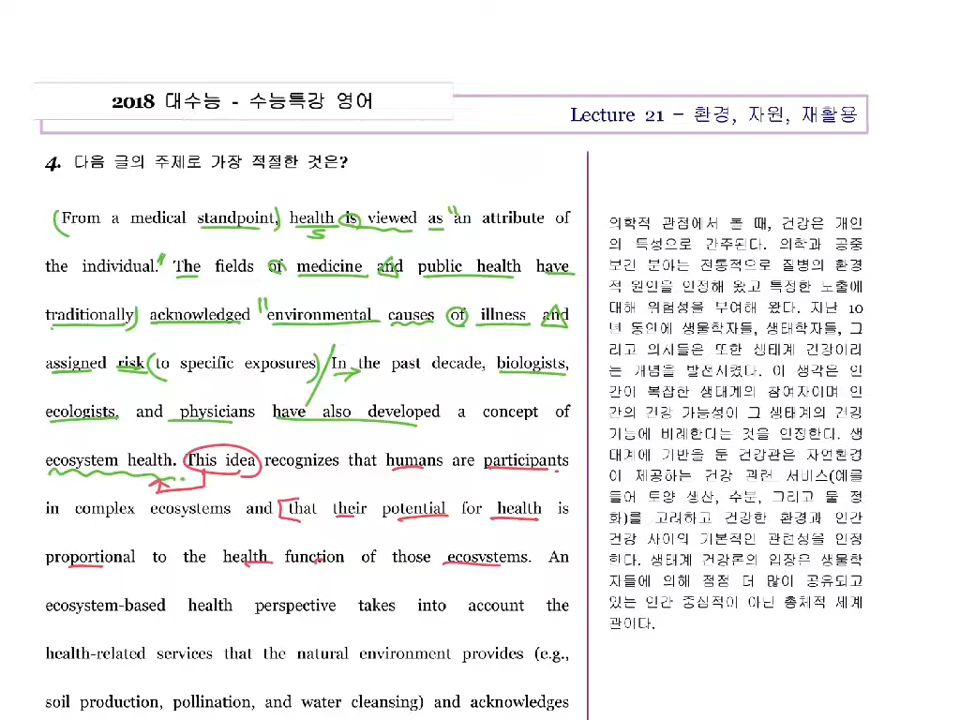 2018 대수능 - 수능특강 영어
Lecture 21 – 환경, 자원, 재활용
4. 다음 글의 주제로 가장 적절한 것은?
From a medical standpoint, health is viewed as an attribute of
the individual. The fields of medicine and public health have
traditionally acknowledged environmental causes of illness and
assigned risk to specific exposures. In the past decade, biologists,
ecologists, and physicians have also developed a concept of
ecosystem health. This idea recognizes that humans are participants
in complex ecosystems and that their potential for health is
proportional to the health function of those ecosystems. An
ecosystem-based health perspective takes into account the
health-related services that the natural environment provides (e.g.,
soil production, pollination, and water cleansing) and acknowledges
의학적 관점에서 볼 때, 건강은 개인
의 특성으로 간주된다. 의학과 공중
보건 분야는 전통적으로 질병의 환경
적 원인을 인정해 왔고 특정한 노출에
대해 위험성을 부여해 왔다. 지난 10
년 동안에 생물학자들, 생태학자들, 그
리고 의사들은 또한 생태계 건강이라
는 개념을 발전시켰다. 이 생각은 인
간이 복잡한 생태계의 참여자이며 인
간의 건강 가능성이 그 생태계의 건강
기능에 비례한다는 것을 인정한다. 생
태계에 기반을 둔 건강관은 자연환경
이 제공하는 건강 관련 서비스(예를
들어 토양 생산, 수분, 그리고 물 정
화)를 고려하고 건강한 환경과 인간
건강 사이의 기본적인 관련성을 인정
한다. 생태계 건강론의 입장은 생물학
자들에 의해 점점 더 많이 공유되고
있는 인간 중심적이 아닌 총체적 세계
관이다.